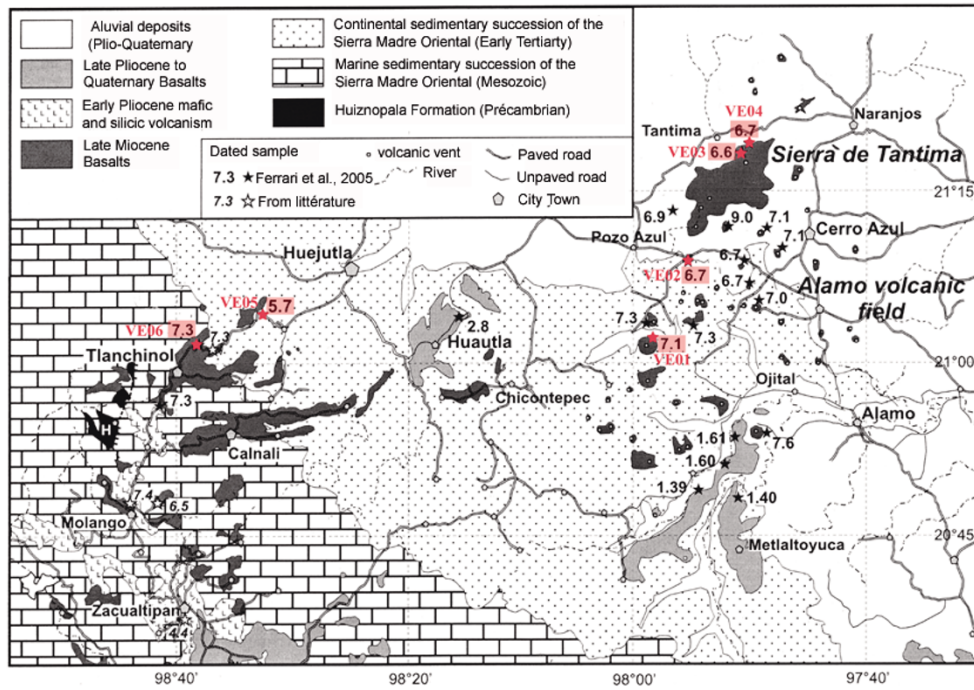 Aluvial deposits
(Plio-Quaternary
Late Pliocene to
Quaternary Basalts
Early Pliocene mafic
and silicic volcanism
Late Miocene
Basalts
Continental sedimentary succession of the
Sierra Madre Oriental (Early Tertiarty)
Marine sedimentary succession of the
Sierra Madre Oriental (Mesozoic)
Huiznopala Formation (Précambrian)
Dated sample
7.3 Ferrari et al., 2005
7.3 From littérature
volcanic vent
River
Paved road
Unpaved road
City Town
VE04
6.7
Naranjos
Tantima
VE03 6.6
Sierra de Tantima
21°15
6.9
9.0
7.1
Cerro Azul
7.1
Pozo Azul
6.7
VE02 6.7
6.7
Alamo volcanic
field
7.0
7.3
7.3
7.1
VE01
21°00
Huejutla
VE05 5.7
VE06 7.3
7.3
Tlanchinol
7.3
2.8
Huautla
Chicontepec
Ojital
Alamo
H
Calnali
1.61
7.6
1.60
1.39
1.40
7.4
6.5
Molango
20°45
Metlaltoyuca
Zacualtipan
4.4
98°40
98°20
98°00
97°40